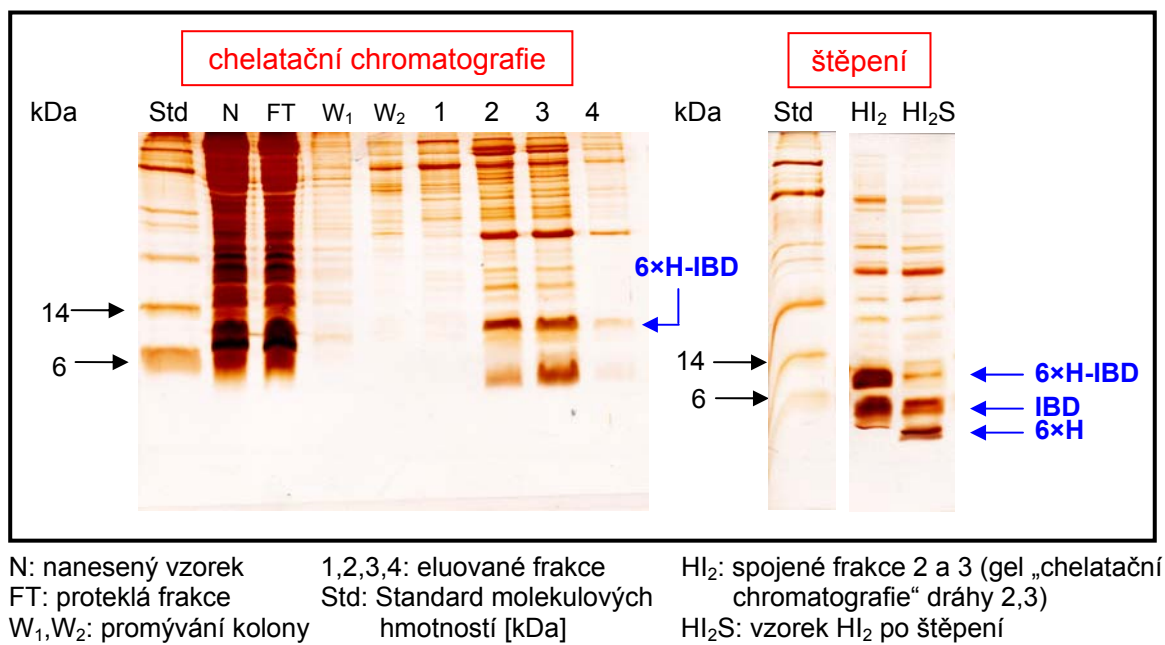 chelatační chromatografie
štěpení
kDa Std N FT W₁ W₂ 1 2 3 4 kDa Std HI₂ HI₂S
6×H-IBD
14
6
14
6
6×H-IBD
IBD
6×H
N: nanesený vzorek
FT: proteklá frakce
W₁,W₂: promývání kolony
1,2,3,4: eluované frakce
Std: Standard molekulových
hmotností [kDa]
HI₂: spojené frakce 2 a 3 (gel „chelatační
chromatografie“ dráhy 2,3)
HI₂S: vzorek HI₂ po štěpení